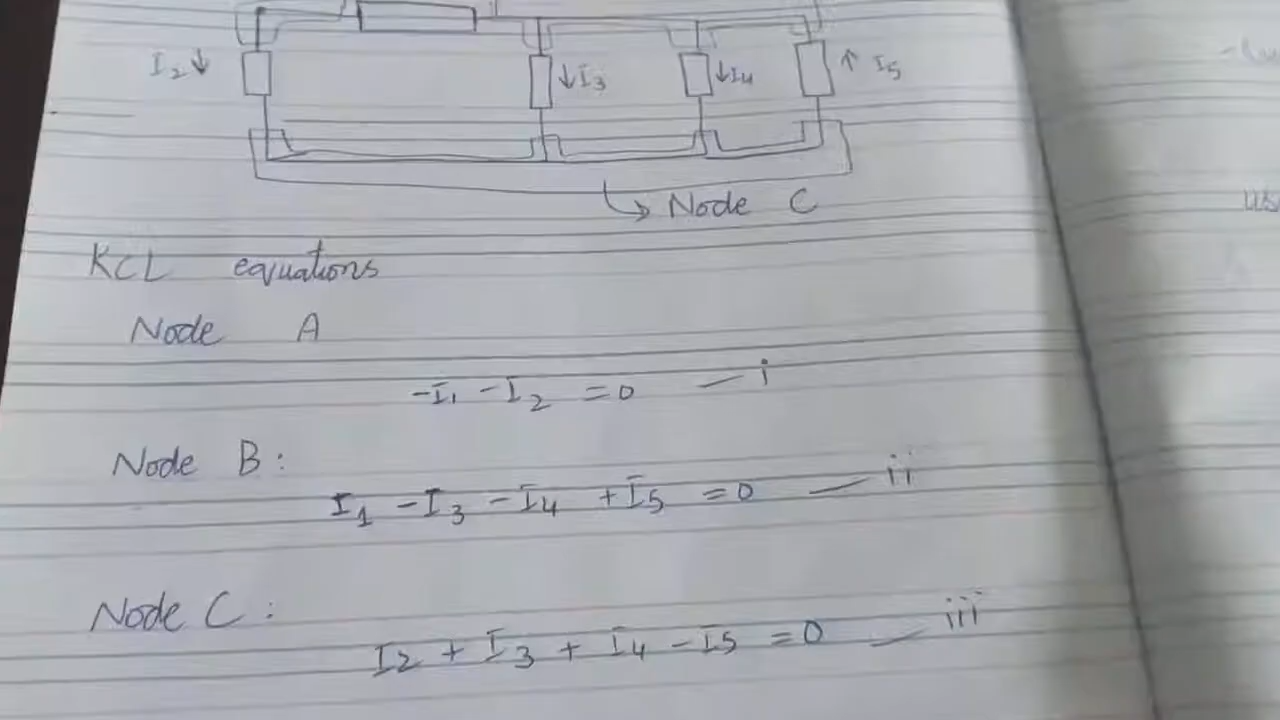 I2 ↓ ↓ I3 ↓ I4 ↑ I5
Node C
KCL equations
Node A
-I1 - I2 = 0 — i
Node B:
I1 - I3 - I4 + I5 = 0 — ii
Node C:
I2 + I3 + I4 - I5 = 0 — iii